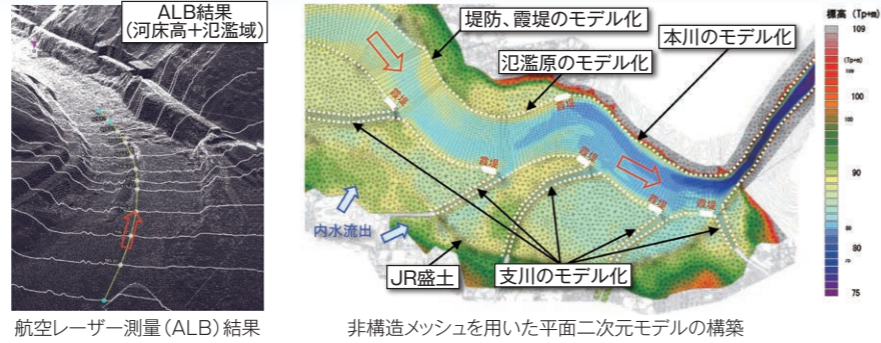 ALB結果
(河床高+氾濫域)
航空レーザー測量(ALB)結果
堤防、霞堤のモデル化
氾濫原のモデル化
本川のモデル化
霞堤
霞堤
霞堤
霞堤
霞堤
霞堤
内水流出
JR盛土
支川のモデル化
標高 (Tp+m)
109
(Tp+m)
100
100
90
80
80
75
非構造メッシュを用いた平面二次元モデルの構築